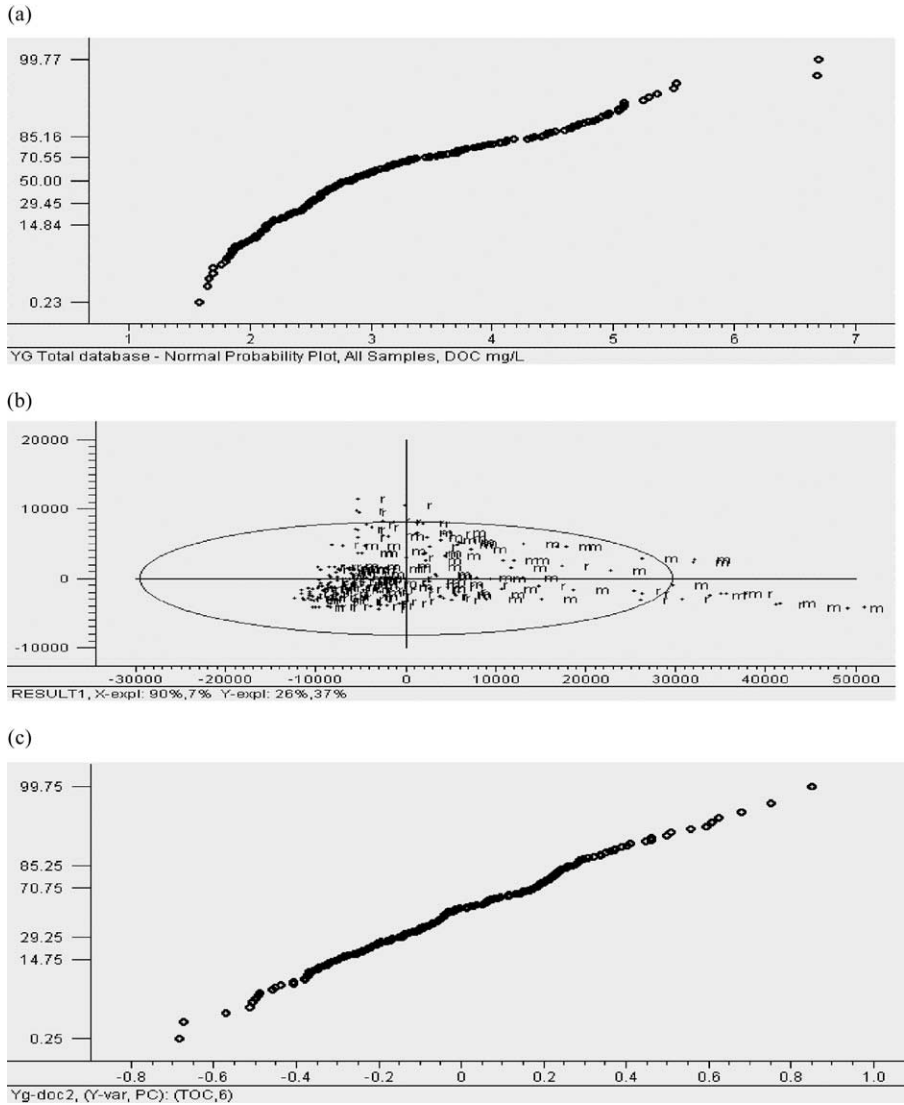 (a)
99.77
85.16
70.55
50.00
29.45
14.84
0.23
1 2 3 4 5 6 7
YG Total database - Normal Probability Plot, All Samples, DOC mg/L
(b)
20000
10000
0
-10000
-30000 -20000 -10000 0 10000 20000 30000 40000 50000
RESULT1, X-expl: 90%,7% Y-expl: 26%,37%
(c)
99.75
85.25
70.75
29.25
14.75
0.25
-0.8 -0.6 -0.4 -0.2 0 0.2 0.4 0.6 0.8 1.0
Yg-doc2, (Y-var, PC): (TOC,6)